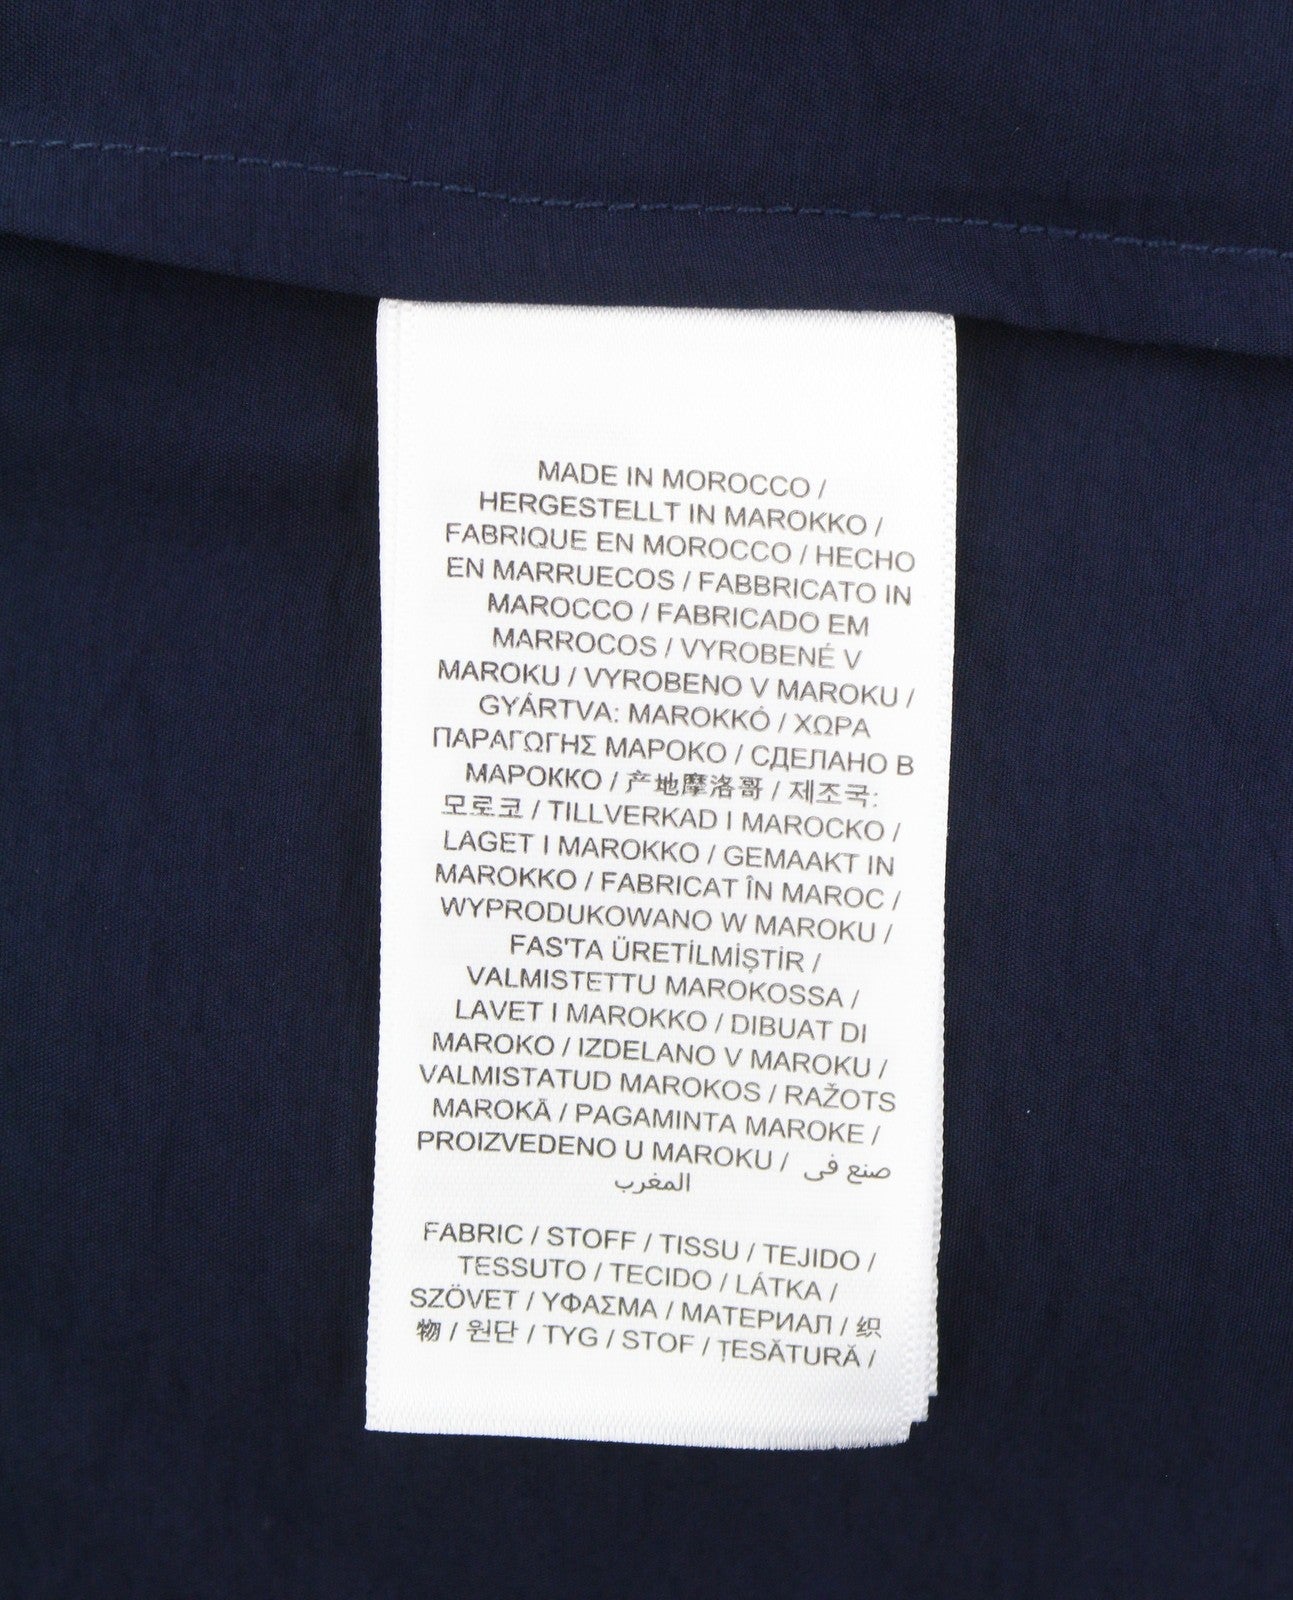 MADE IN MOROCCO /
HERGESTELLT IN MAROKKO /
FABRIQUE EN MOROCCO / HECHO
EN MARRUECOS / FABBRICATO IN
MAROCCO / FABRICADO EM
MARROCOS / VYROBENÉ V
MAROKU / VYROBENO V MAROKU /
GYÁRTVA: MAROKKÓ / ΧΩΡΑ
ΠΑΡΑΓΩΓΗΣ ΜΑΡΟΚΟ / СДЕЛАНО В
МАРОККО / 产地摩洛哥 / 제조국:
모로코 / TILLVERKAD I MAROCKO /
LAGET I MAROKKO / GEMAAKT IN
MAROKKO / FABRICAT ÎN MAROC /
WYPRODUKOWANO W MAROKU /
FAS'TA ÜRETİLMİŞTİR /
VALMISTETTU MAROKOSSA /
LAVET I MAROKKO / DIBUAT DI
MAROKO / IZDELANO V MAROKU /
VALMISTATUD MAROKOS / RAŽOTS
MAROKĀ / PAGAMINTA MAROKE /
PROIZVEDENO U MAROKU / صنع في
المغرب
FABRIC / STOFF / TISSU / TEJIDO /
TESSUTO / TECIDO / LÁTKA /
SZÖVET / ΥΦΑΣΜΑ / МАТЕРИАЛ / 织
物 / 원단 / TYG / STOF / ȚESĂTURĂ /